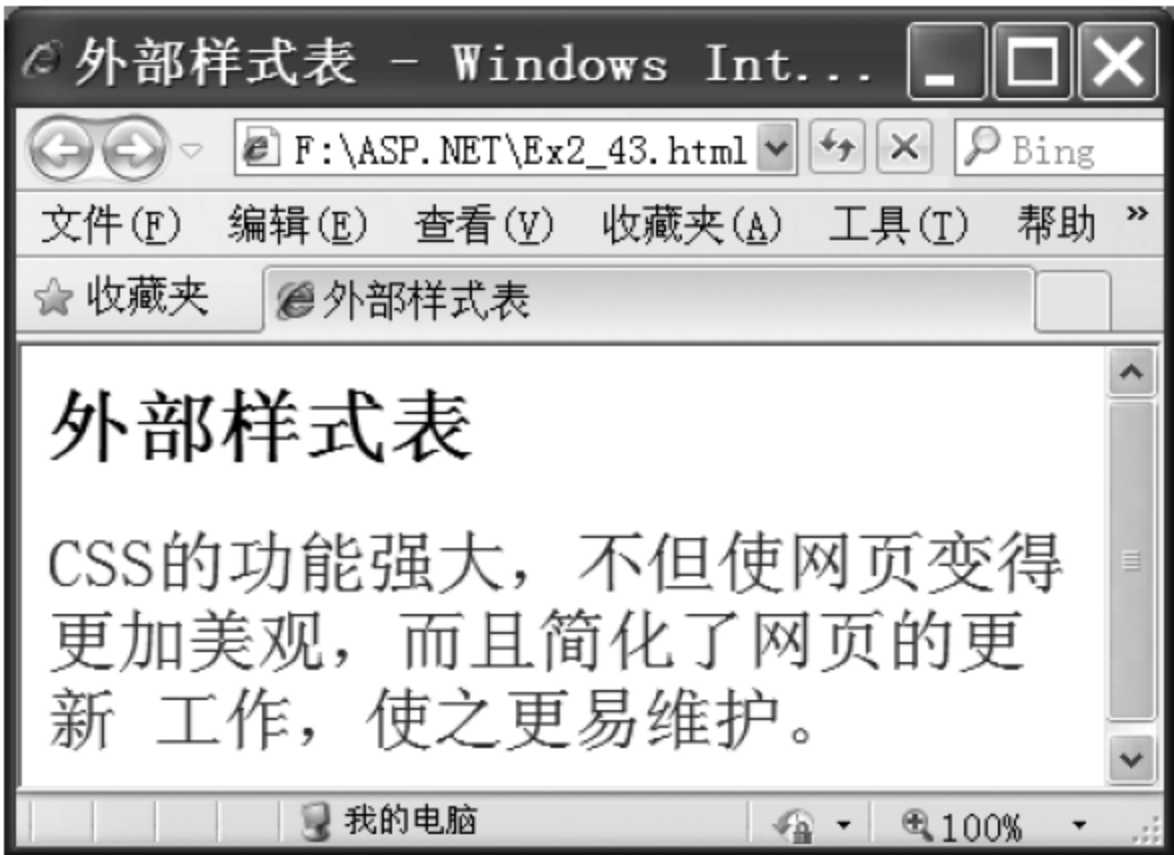 外部样式表 - Windows Int...
F:\ASP.NET\Ex2_43.html
Bing
文件(F) 编辑(E) 查看(V) 收藏夹(A) 工具(T) 帮助 »
收藏夹 外部样式表
外部样式表
CSS的功能强大，不但使网页变得
更加美观，而且简化了网页的更
新 工作，使之更易维护。
我的电脑 100%